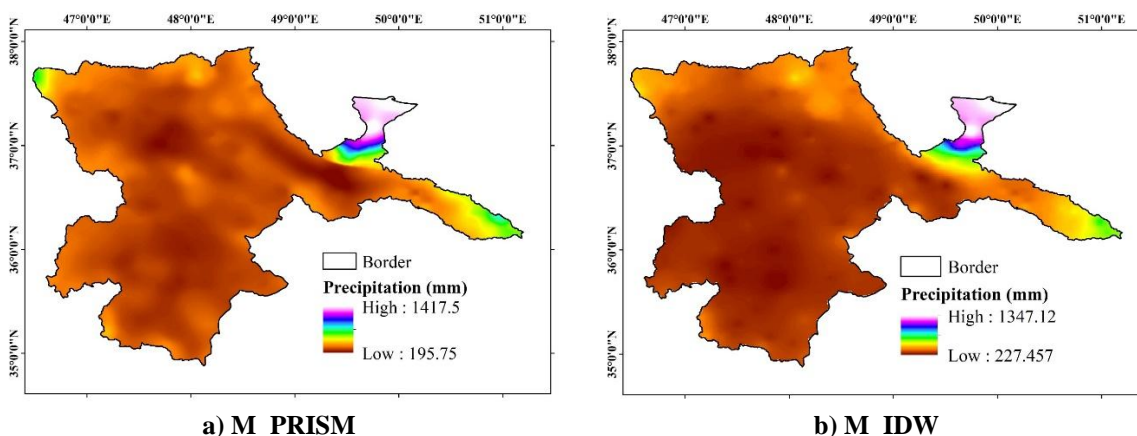 47°0'0"E 48°0'0"E 49°0'0"E 50°0'0"E 51°0'0"E
38°0'0"N
37°0'0"N
36°0'0"N
35°0'0"N
Border
Precipitation (mm)
High : 1417.5
Low : 195.75
a) M_PRISM
47°0'0"E 48°0'0"E 49°0'0"E 50°0'0"E 51°0'0"E
38°0'0"N
37°0'0"N
36°0'0"N
35°0'0"N
Border
Precipitation (mm)
High : 1347.12
Low : 227.457
b) M_IDW